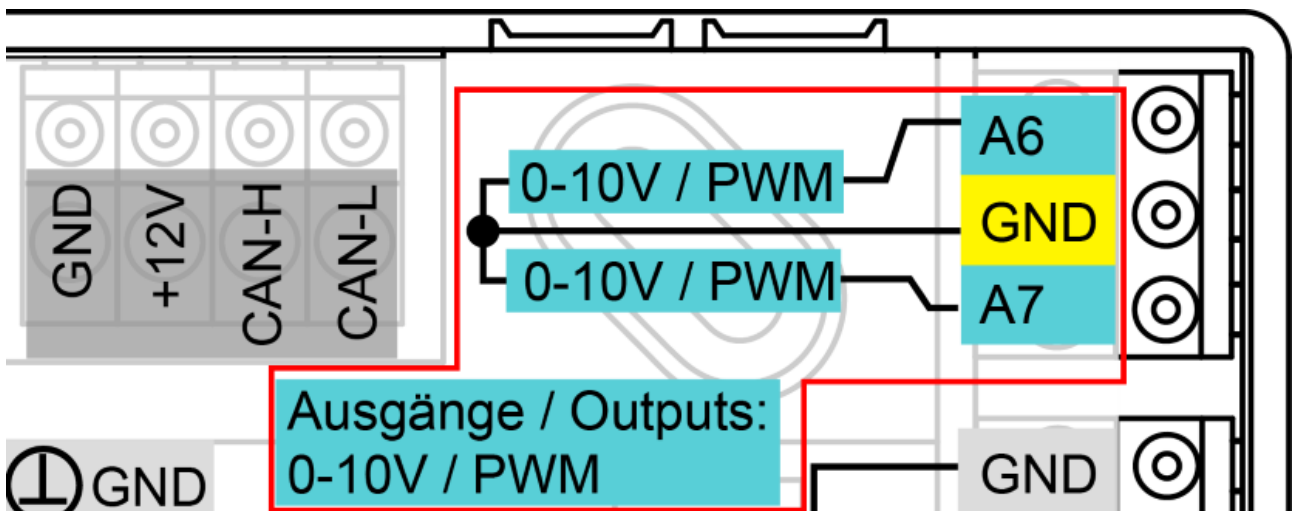 GND
+12V
CAN-H
CAN-L
0-10V / PWM
A6
GND
0-10V / PWM
A7
Ausgänge / Outputs:
0-10V / PWM
GND
GND